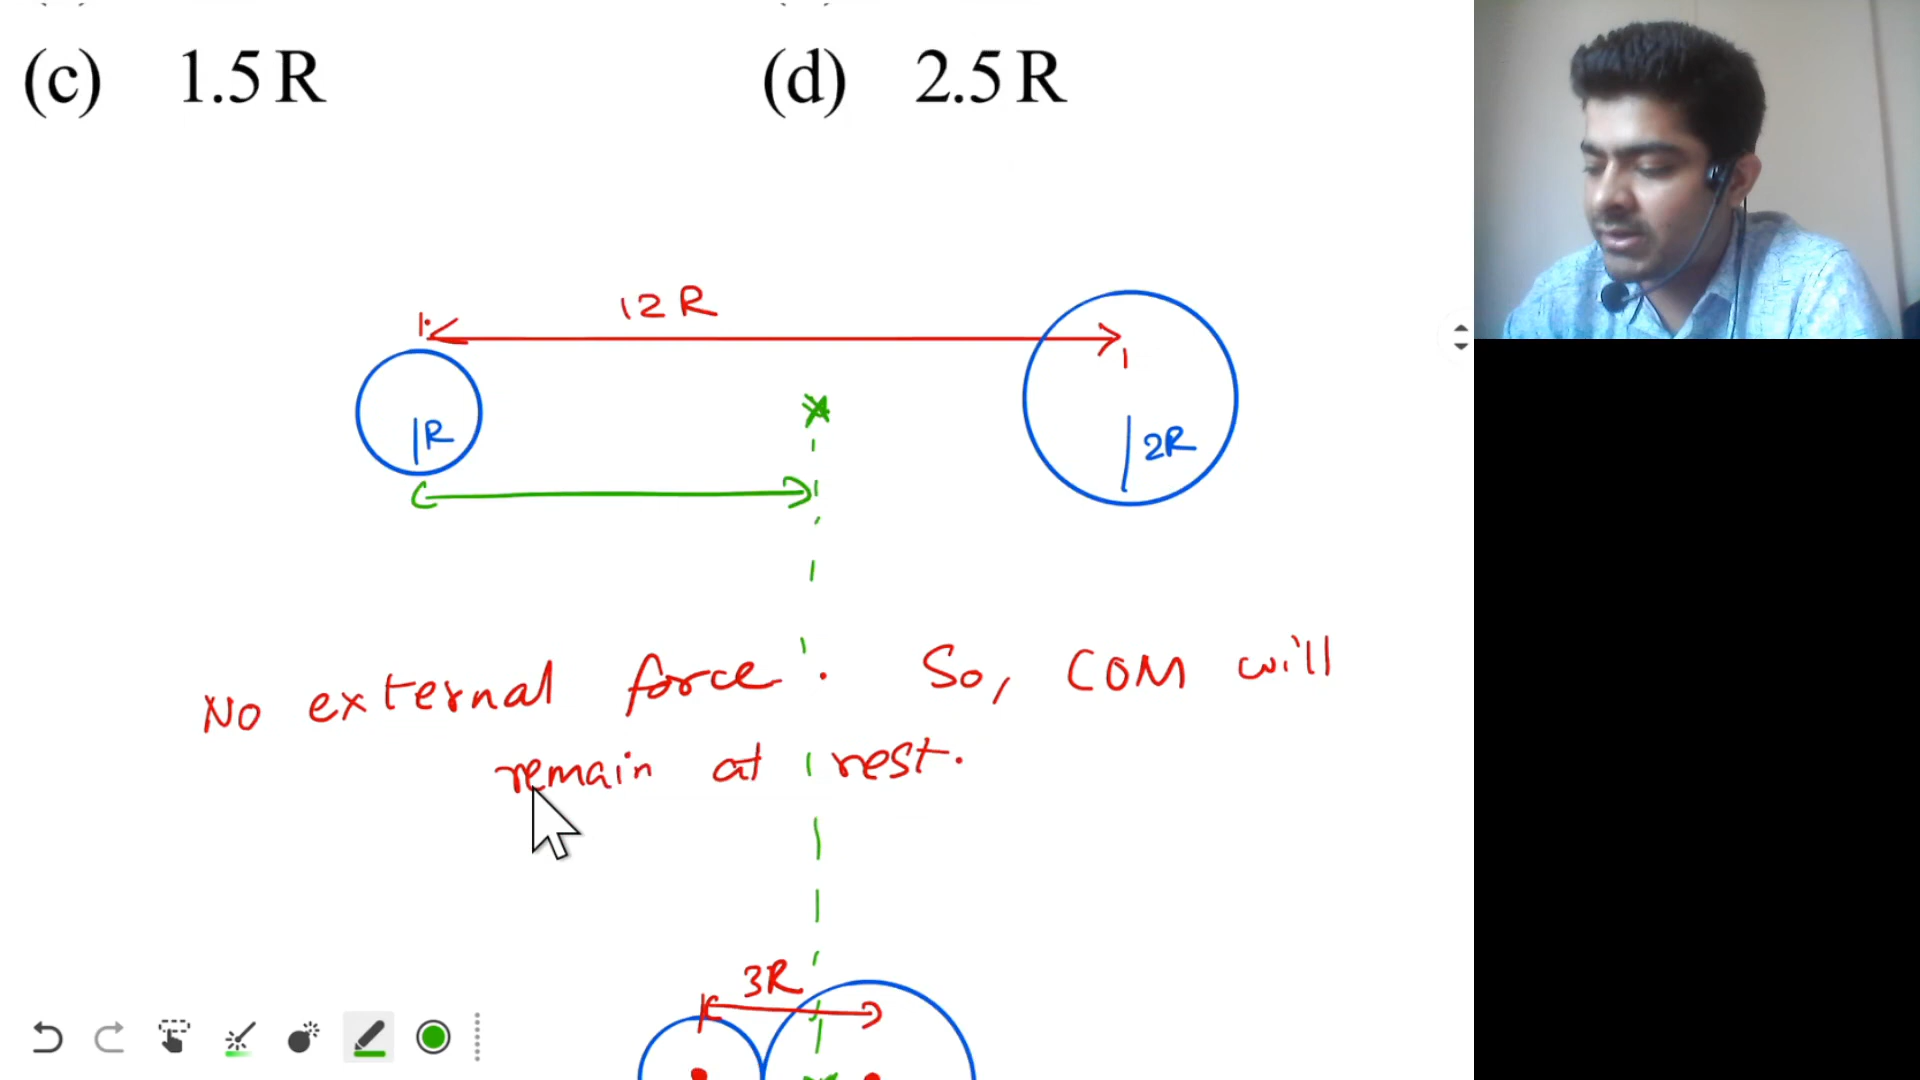 (c) 1.5 R (d) 2.5 R
12 R
R
2R
No external force. So, COM will
remain at rest.
3R